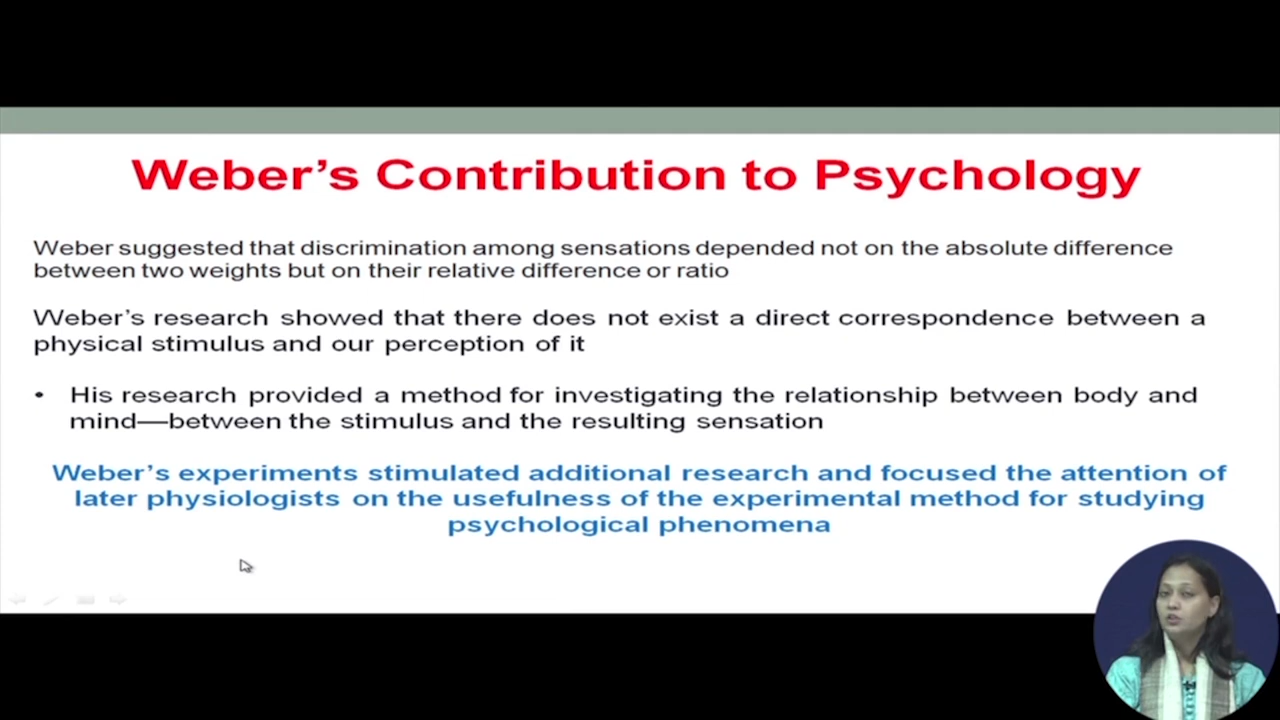 Weber’s Contribution to Psychology
Weber suggested that discrimination among sensations depended not on the absolute difference
between two weights but on their relative difference or ratio
Weber’s research showed that there does not exist a direct correspondence between a
physical stimulus and our perception of it
• His research provided a method for investigating the relationship between body and
mind—between the stimulus and the resulting sensation
Weber’s experiments stimulated additional research and focused the attention of
later physiologists on the usefulness of the experimental method for studying
psychological phenomena